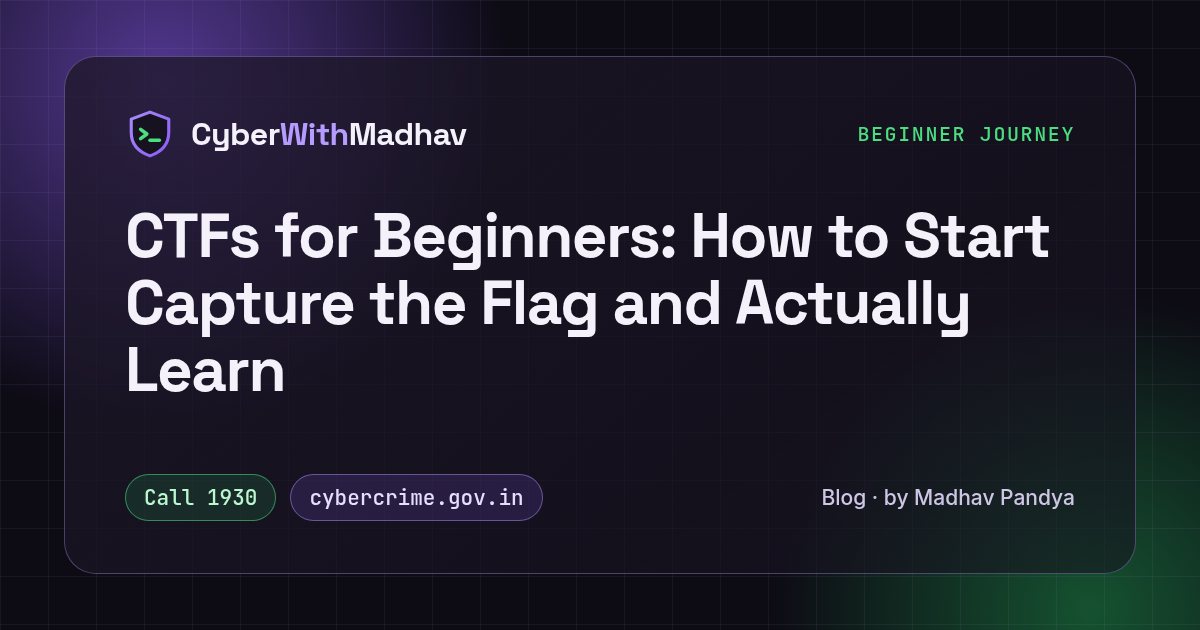 CyberWithMadhav
BEGINNER JOURNEY
CTFs for Beginners: How to Start
Capture the Flag and Actually
Learn
Call 1930
cybercrime.gov.in
Blog · by Madhav Pandya